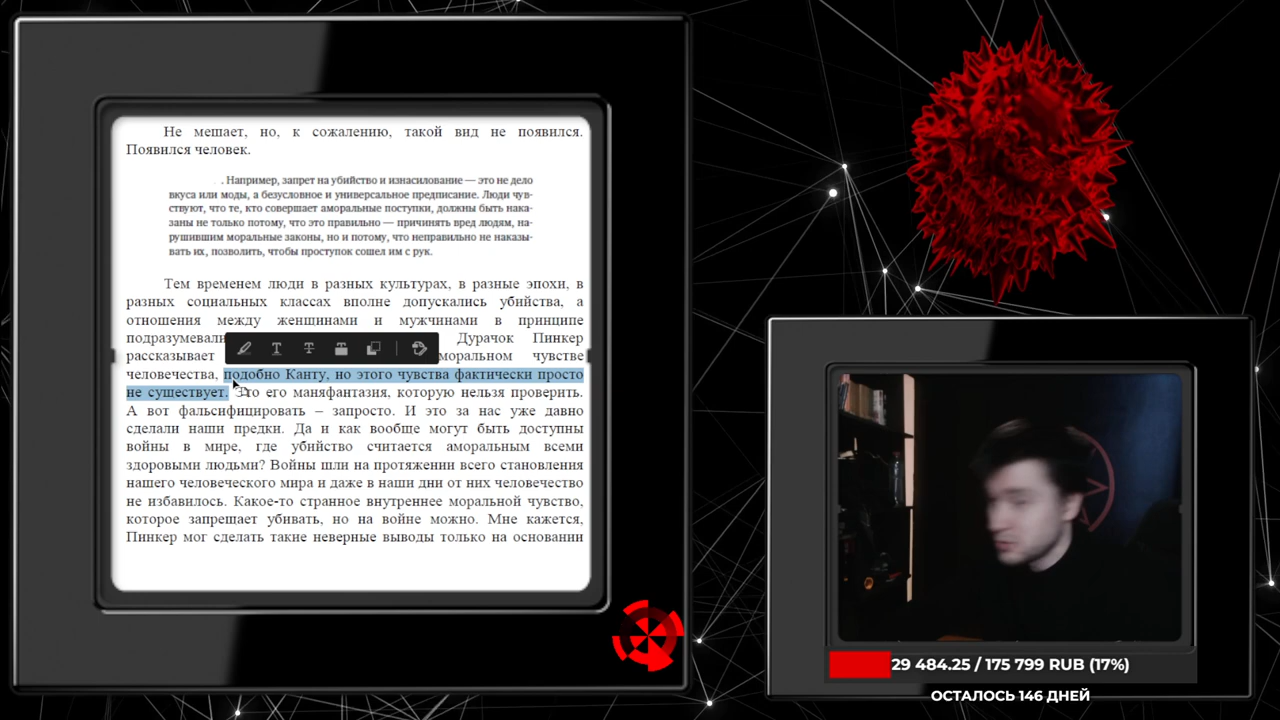 Не мешает, но, к сожалению, такой вид не появился.
Появился человек.
. Например, запрет на убийство и изнасилование — это не дело
вкуса или моды, а безусловное и универсальное предписание. Люди чув-
ствуют, что те, кто совершает аморальные поступки, должны быть нака-
заны не только потому, что это правильно — причинять вред людям, на-
рушившим моральные законы, но и потому, что неправильно не наказы-
вать их, позволить, чтобы проступок сошел им с рук.
Тем временем люди в разных культурах, в разные эпохи, в
разных социальных классах вполне допускались убийства, а
отношения между женщинами и мужчинами в принципе
подразумевали Дурачок Пинкер
рассказывает моральном чувстве
человечества, подобно Канту, но этого чувства фактически просто
не существует. Это его маняфантазия, которую нельзя проверить.
А вот фальсифицировать – запросто. И это за нас уже давно
сделали наши предки. Да и как вообще могут быть доступны
войны в мире, где убийство считается аморальным всеми
здоровыми людьми? Войны шли на протяжении всего становления
нашего человеческого мира и даже в наши дни от них человечество
не избавилось. Какое-то странное внутреннее моральной чувство,
которое запрещает убивать, но на войне можно. Мне кажется,
Пинкер мог сделать такие неверные выводы только на основании
29 484.25 / 175 799 RUB (17%)
ОСТАЛОСЬ 146 ДНЕЙ